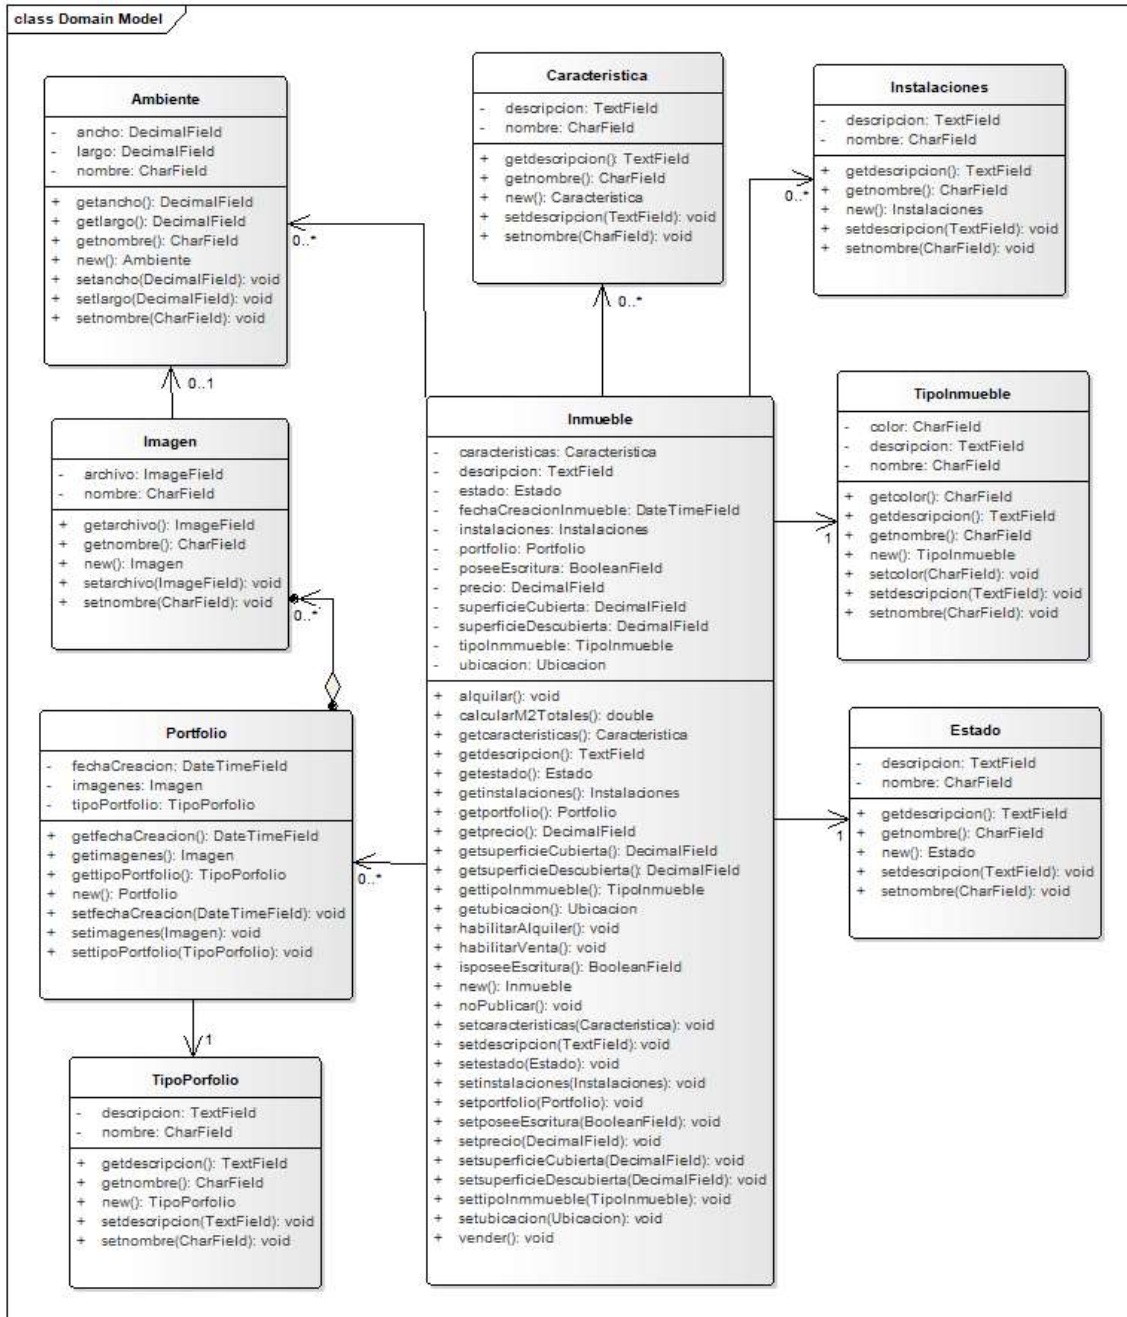 class Domain Model
Ambiente
- ancho: DecimalField
- largo: DecimalField
- nombre: CharField
+ getancho(): DecimalField
+ getlargo(): DecimalField
+ getnombre(): CharField
+ new(): Ambiente
+ setancho(DecimalField): void
+ setlargo(DecimalField): void
+ setnombre(CharField): void
0..*
Caracteristica
- descripcion: TextField
- nombre: CharField
+ getdescripcion(): TextField
+ getnombre(): CharField
+ new(): Caracteristica
+ setdescripcion(TextField): void
+ setnombre(CharField): void
0..*
Instalaciones
- descripcion: TextField
- nombre: CharField
+ getdescripcion(): TextField
+ getnombre(): CharField
+ new(): Instalaciones
+ setdescripcion(TextField): void
+ setnombre(CharField): void
0..*
0..1
Imagen
- archivo: ImageField
- nombre: CharField
+ getarchivo(): ImageField
+ getnombre(): CharField
+ new(): Imagen
+ setarchivo(ImageField): void
+ setnombre(CharField): void
0..*
Inmueble
- caracteristicas: Caracteristica
- descripcion: TextField
- estado: Estado
- fechaCreacionInmueble: DateTimeField
- instalaciones: Instalaciones
- portfolio: Portfolio
- poseeEscritura: BooleanField
- precio: DecimalField
- superficieCubierta: DecimalField
- superficieDescubierta: DecimalField
- tipoInmmueble: TipoInmueble
- ubicacion: Ubicacion
+ alquilar(): void
+ calcularM2Totales(): double
+ getcaracteristicas(): Caracteristica
+ getdescripcion(): TextField
+ getestado(): Estado
+ getinstalaciones(): Instalaciones
+ getportfolio(): Portfolio
+ getprecio(): DecimalField
+ getsuperficieCubierta(): DecimalField
+ getsuperficieDescubierta(): DecimalField
+ gettipoInmmueble(): TipoInmueble
+ getubicacion(): Ubicacion
+ habilitarAlquiler(): void
+ habilitarVenta(): void
+ isposeeEscritura(): BooleanField
+ new(): Inmueble
+ noPublicar(): void
+ setcaracteristicas(Caracteristica): void
+ setdescripcion(TextField): void
+ setestado(Estado): void
+ setinstalaciones(Instalaciones): void
+ setportfolio(Portfolio): void
+ setposeeEscritura(BooleanField): void
+ setprecio(DecimalField): void
+ setsuperficieCubierta(DecimalField): void
+ setsuperficieDescubierta(DecimalField): void
+ settipoInmmueble(TipoInmueble): void
+ setubicacion(Ubicacion): void
+ vender(): void
TipoInmueble
- color: CharField
- descripcion: TextField
- nombre: CharField
+ getcolor(): CharField
+ getdescripcion(): TextField
+ getnombre(): CharField
+ new(): TipoInmueble
+ setcolor(CharField): void
+ setdescripcion(TextField): void
+ setnombre(CharField): void
1
Estado
- descripcion: TextField
- nombre: CharField
+ getdescripcion(): TextField
+ getnombre(): CharField
+ new(): Estado
+ setdescripcion(TextField): void
+ setnombre(CharField): void
1
Portfolio
- fechaCreacion: DateTimeField
- imagenes: Imagen
- tipoPortfolio: TipoPorfolio
+ getfechaCreacion(): DateTimeField
+ getimagenes(): Imagen
+ gettipoPortfolio(): TipoPorfolio
+ new(): Portfolio
+ setfechaCreacion(DateTimeField): void
+ setimagenes(Imagen): void
+ settipoPortfolio(TipoPorfolio): void
0..*
1
TipoPorfolio
- descripcion: TextField
- nombre: CharField
+ getdescripcion(): TextField
+ getnombre(): CharField
+ new(): TipoPorfolio
+ setdescripcion(TextField): void
+ setnombre(CharField): void